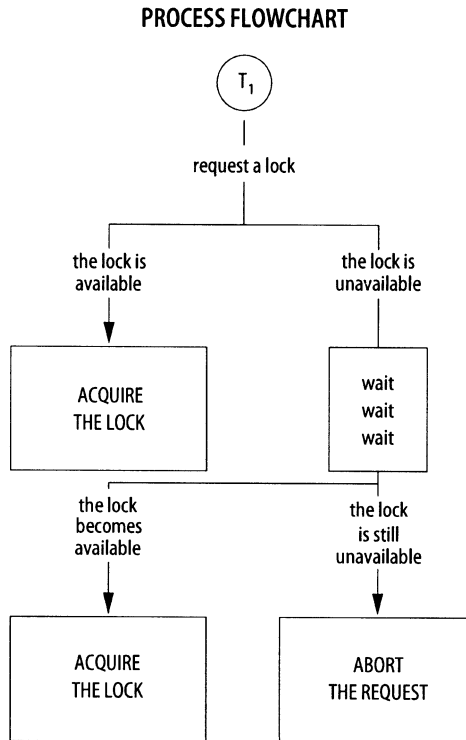 PROCESS FLOWCHART
T₁
request a lock
the lock is
available
the lock is
unavailable
ACQUIRE
THE LOCK
wait
wait
wait
the lock
becomes
available
the lock
is still
unavailable
ACQUIRE
THE LOCK
ABORT
THE REQUEST